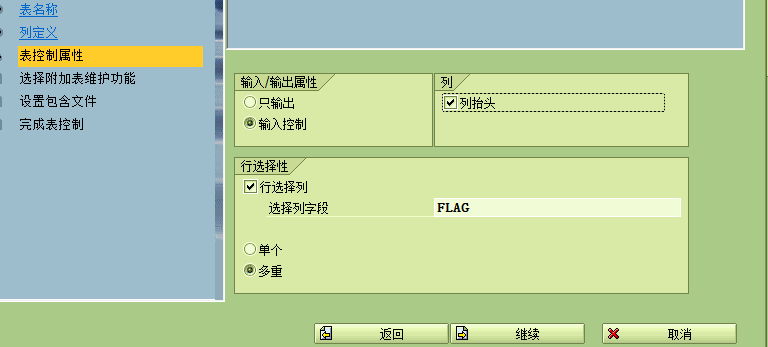 表名称
列定义
表控制属性
选择附加表维护功能
设置包含文件
完成表控制
输入/输出属性
只输出
输入控制
列
列抬头
行选择性
行选择列
选择列字段 FLAG
单个
多重
返回 继续 取消